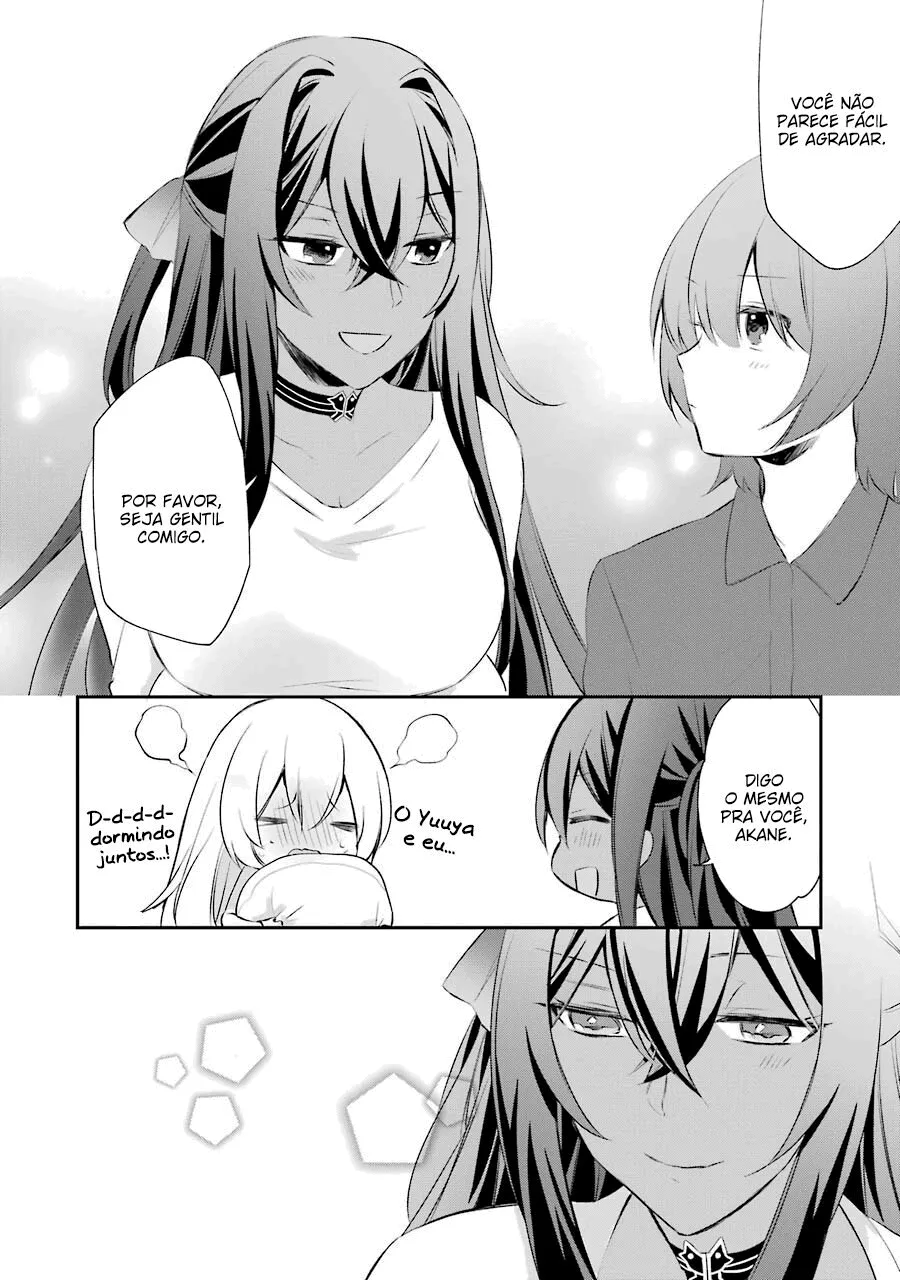 VOCÊ NÃO
PARECE FÁCIL
DE AGRADAR.
POR FAVOR,
SEJA GENTIL
COMIGO.
DIGO
O MESMO
PRA VOCÊ,
AKANE.
O Yuuya
e eu...
D-d-d-d-
dormindo
juntos...!